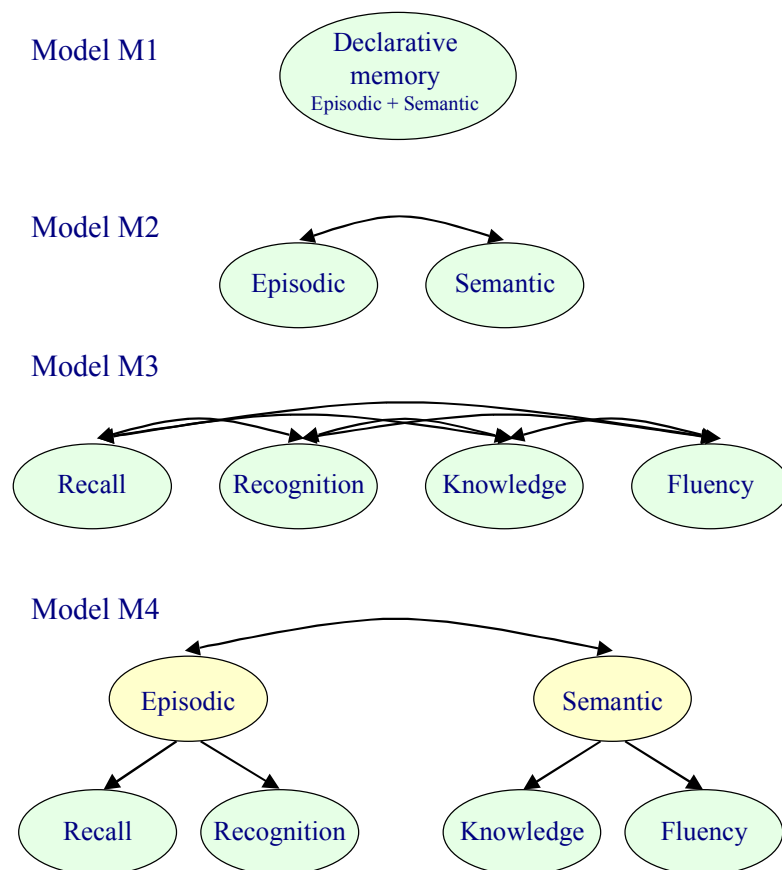 Model M1
Declarative
memory
Episodic + Semantic
Model M2
Episodic
Semantic
Model M3
Recall
Recognition
Knowledge
Fluency
Model M4
Episodic
Semantic
Recall
Recognition
Knowledge
Fluency